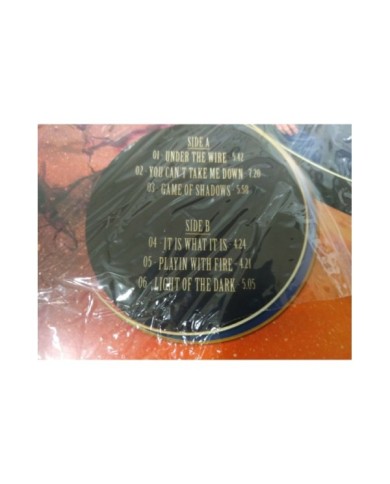 SIDE A
01 UNDER THE WIRE 5:42
02 YOU CAN'T TAKE ME DOWN 7:20
03 GAME OF SHADOWS 5:50
SIDE B
04 IT IS WHAT IT IS 4:24
05 PLAYIN WITH FIRE 4:21
06 LIGHT OF THE DARK 5:05